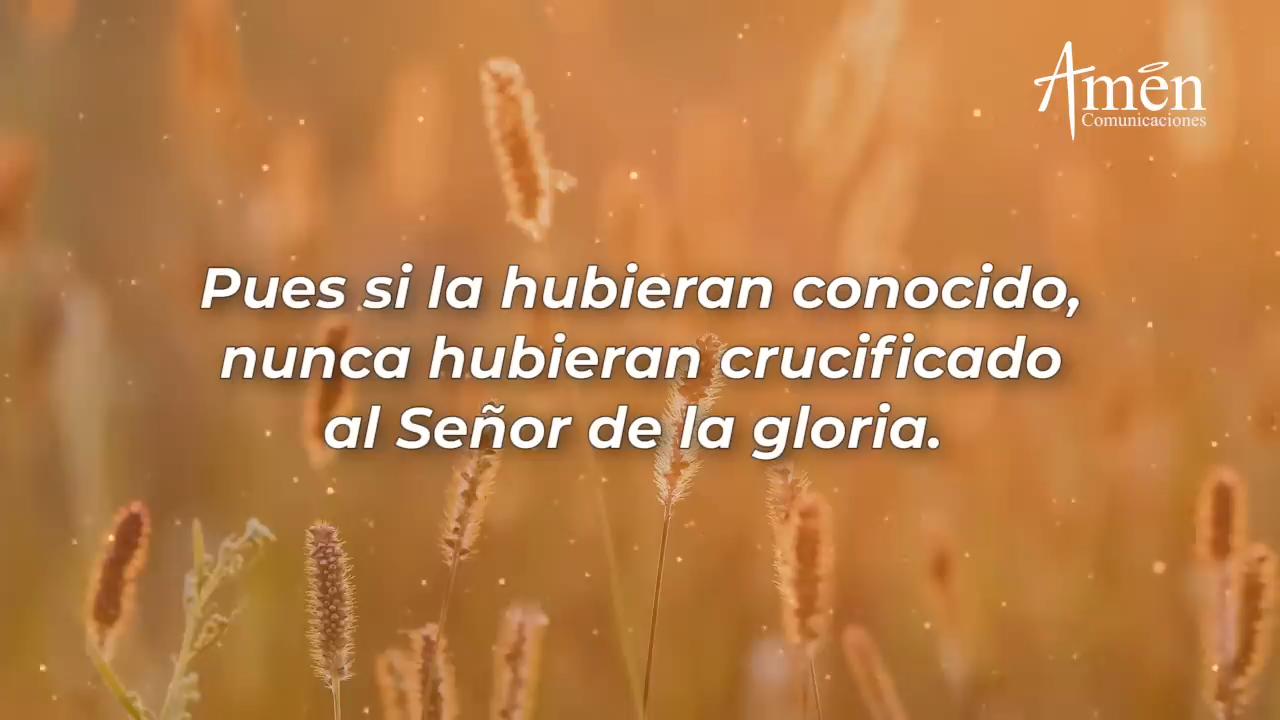 Amén
Comunicaciones
Pues si la hubieran conocido,
nunca hubieran crucificado
al Señor de la gloria.